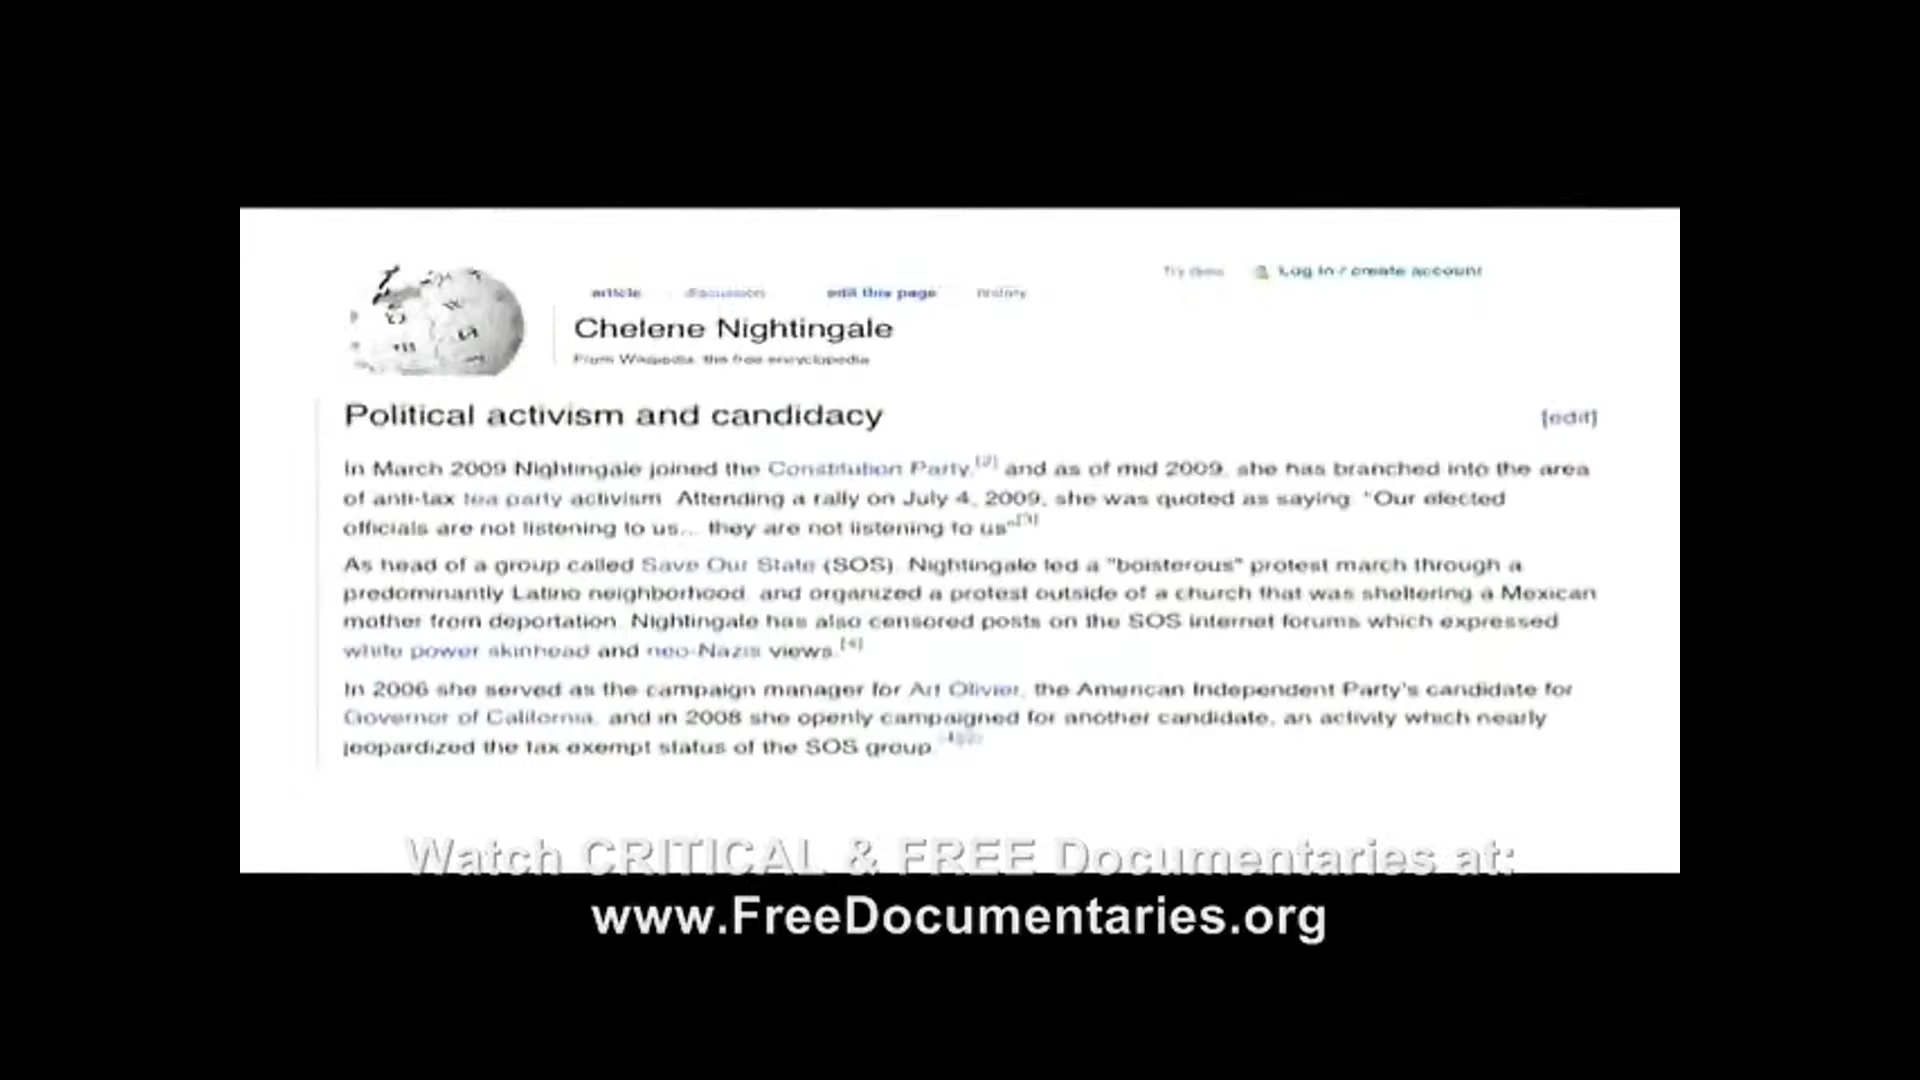 Try Beta Log in / create account
article discussion edit this page history
Chelene Nightingale
From Wikipedia, the free encyclopedia
Political activism and candidacy [edit]
In March 2009 Nightingale joined the Constitution Party,[2] and as of mid 2009, she has branched into the area
of anti-tax tea party activism. Attending a rally on July 4, 2009, she was quoted as saying "Our elected
officials are not listening to us... they are not listening to us"[3]
As head of a group called Save Our State (SOS), Nightingale led a "boisterous" protest march through a
predominantly Latino neighborhood, and organized a protest outside of a church that was sheltering a Mexican
mother from deportation. Nightingale has also censored posts on the SOS internet forums which expressed
white power skinhead and neo-Nazis views.[4]
In 2006 she served as the campaign manager for Art Olivier, the American Independent Party's candidate for
Governor of California, and in 2008 she openly campaigned for another candidate, an activity which nearly
jeopardized the tax exempt status of the SOS group.
Watch CRITICAL & FREE Documentaries at:
www.FreeDocumentaries.org